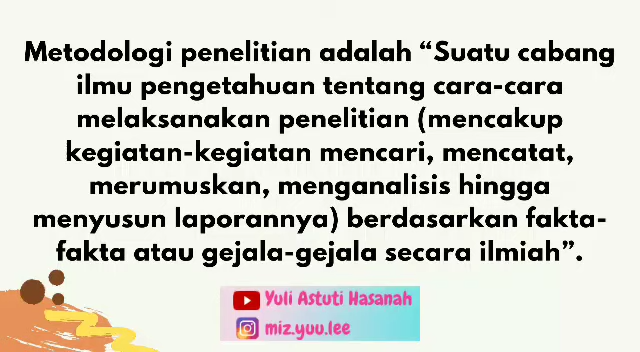 Metodologi penelitian adalah “Suatu cabang
ilmu pengetahuan tentang cara-cara
melaksanakan penelitian (mencakup
kegiatan-kegiatan mencari, mencatat,
merumuskan, menganalisis hingga
menyusun laporannya) berdasarkan fakta-
fakta atau gejala-gejala secara ilmiah”.
Yuli Astuti Hasanah
miz.yuu.lee